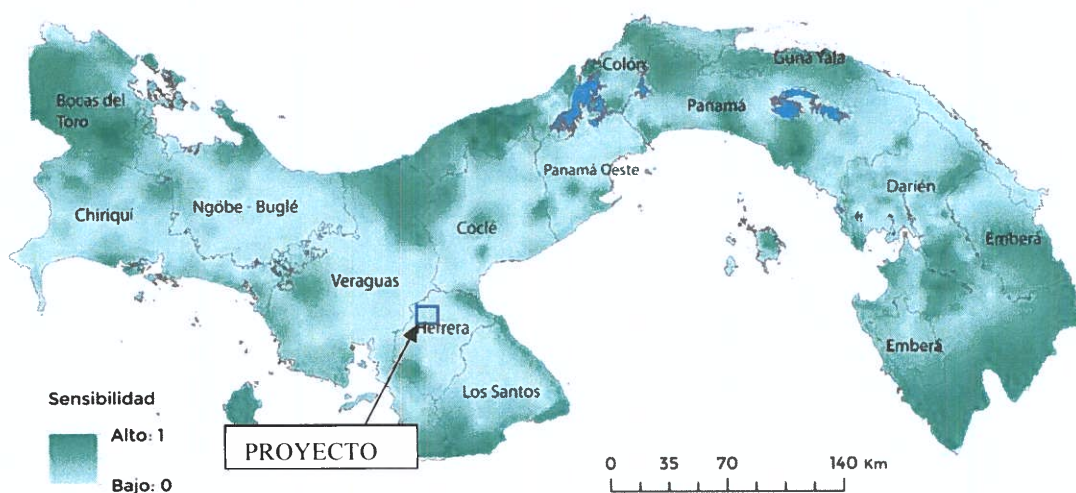 Colón
Guna Yala
Bocas del
Toro
Panamá
Panamá Oeste
Darién
Chiriquí
Ngöbe - Buglé
Coclé
Emberá
Veraguas
Herrera
Emberá
Los Santos
Sensibilidad
Alto: 1
PROYECTO
Bajo: 0
0 35 70 140 Km